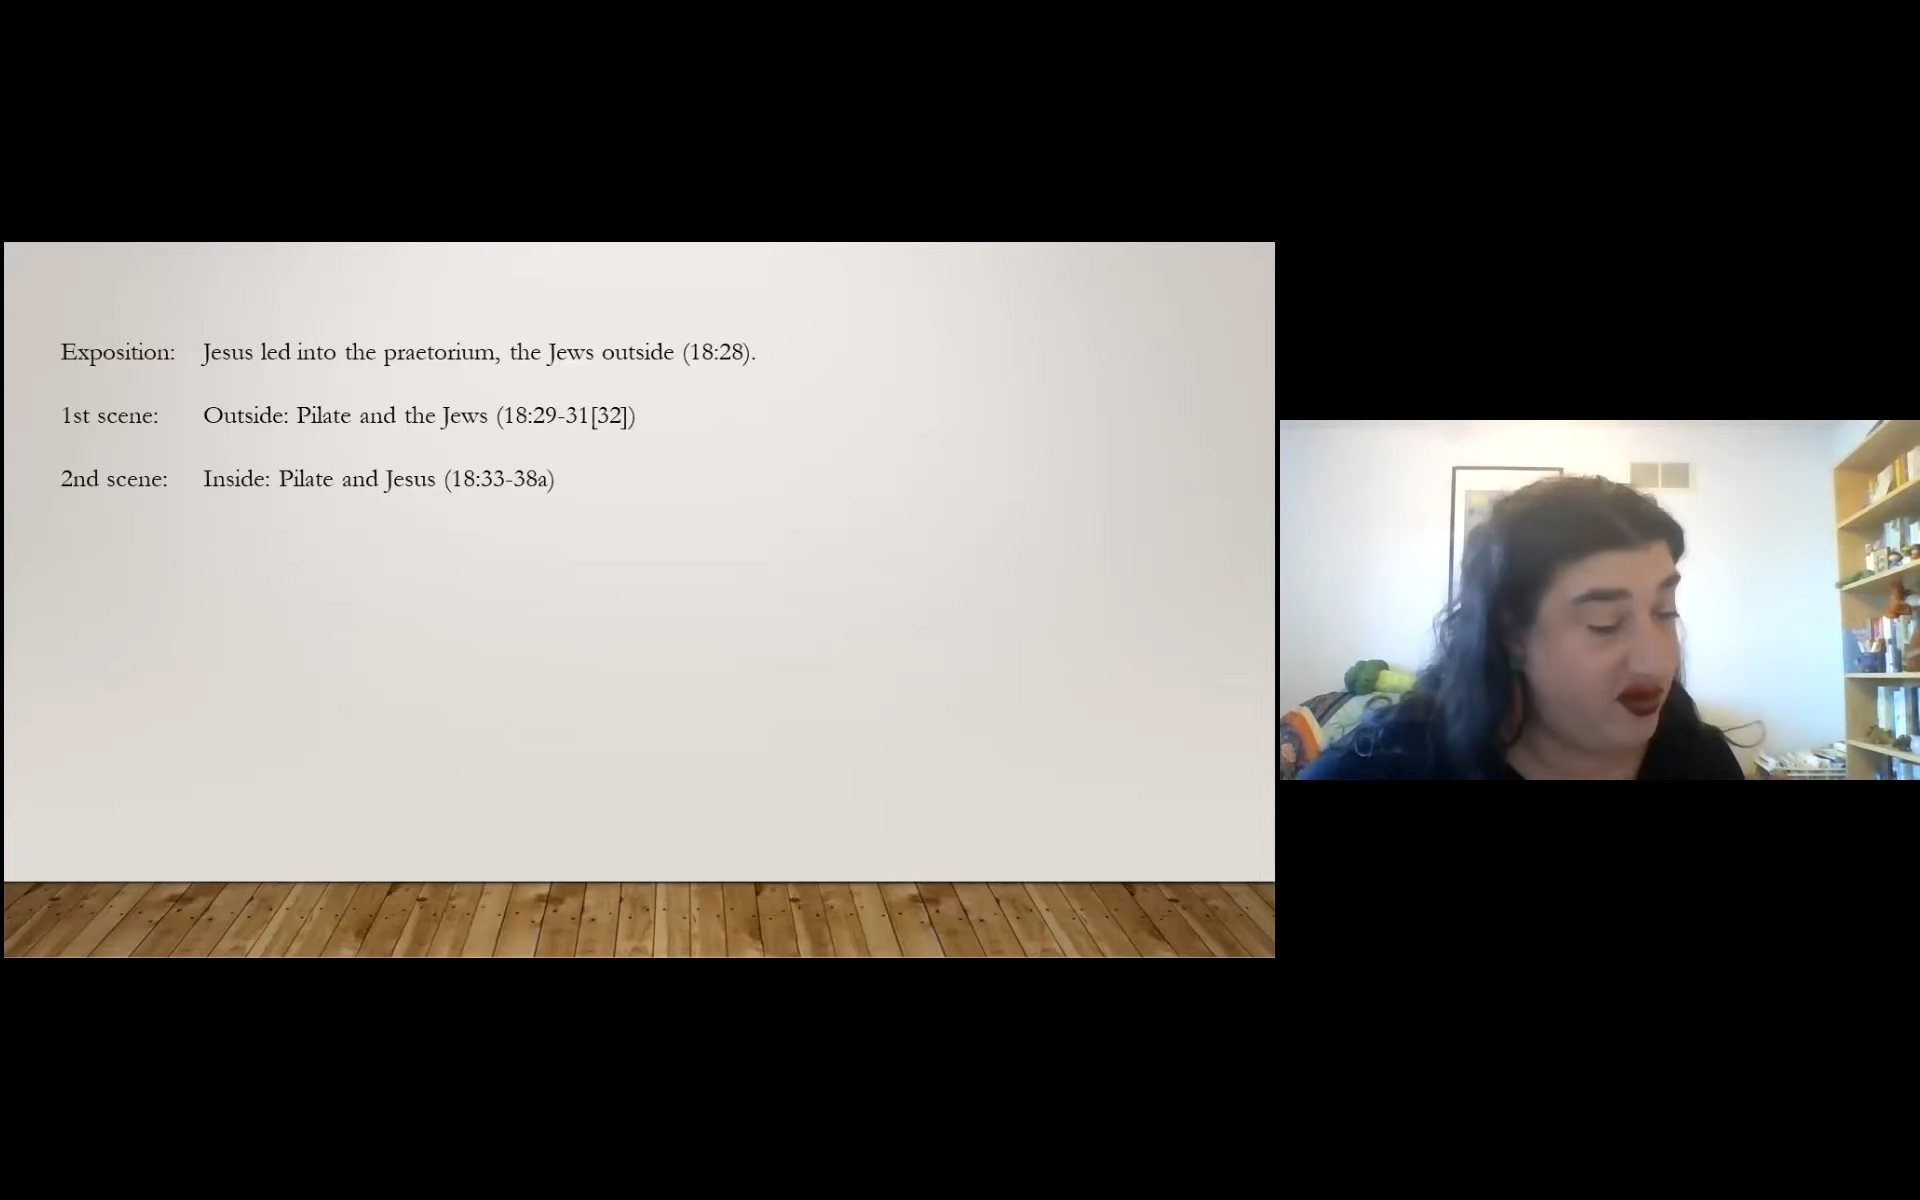 Exposition: Jesus led into the praetorium, the Jews outside (18:28).
1st scene: Outside: Pilate and the Jews (18:29-31[32])
2nd scene: Inside: Pilate and Jesus (18:33-38a)